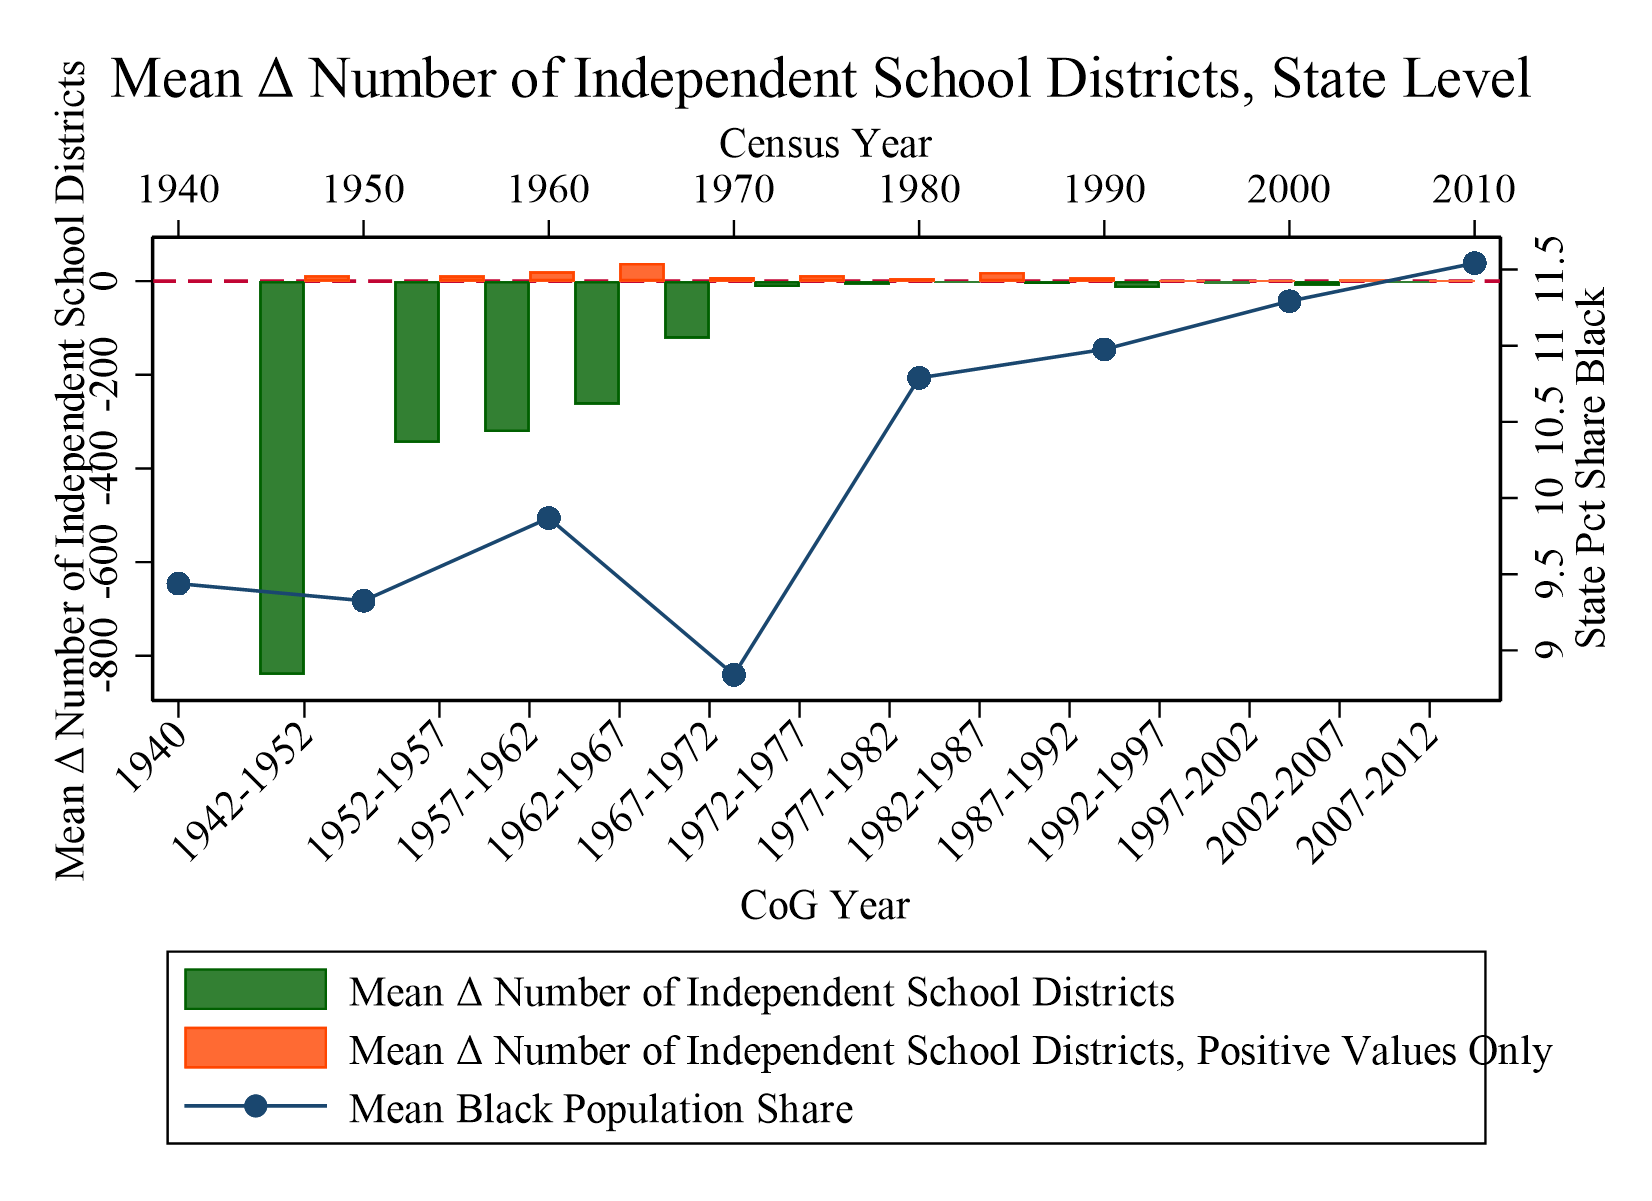 Mean Δ Number of Independent School Districts, State Level
Census Year
1940 1950 1960 1970 1980 1990 2000 2010
Mean Δ Number of Independent School Districts
0
-200
-400
-600
-800
11.5
11
10.5
10
9.5
9
State Pct Share Black
1940
1942-1952
1952-1957
1957-1962
1962-1967
1967-1972
1972-1977
1977-1982
1982-1987
1987-1992
1992-1997
1997-2002
2002-2007
2007-2012
CoG Year
Mean Δ Number of Independent School Districts
Mean Δ Number of Independent School Districts, Positive Values Only
Mean Black Population Share